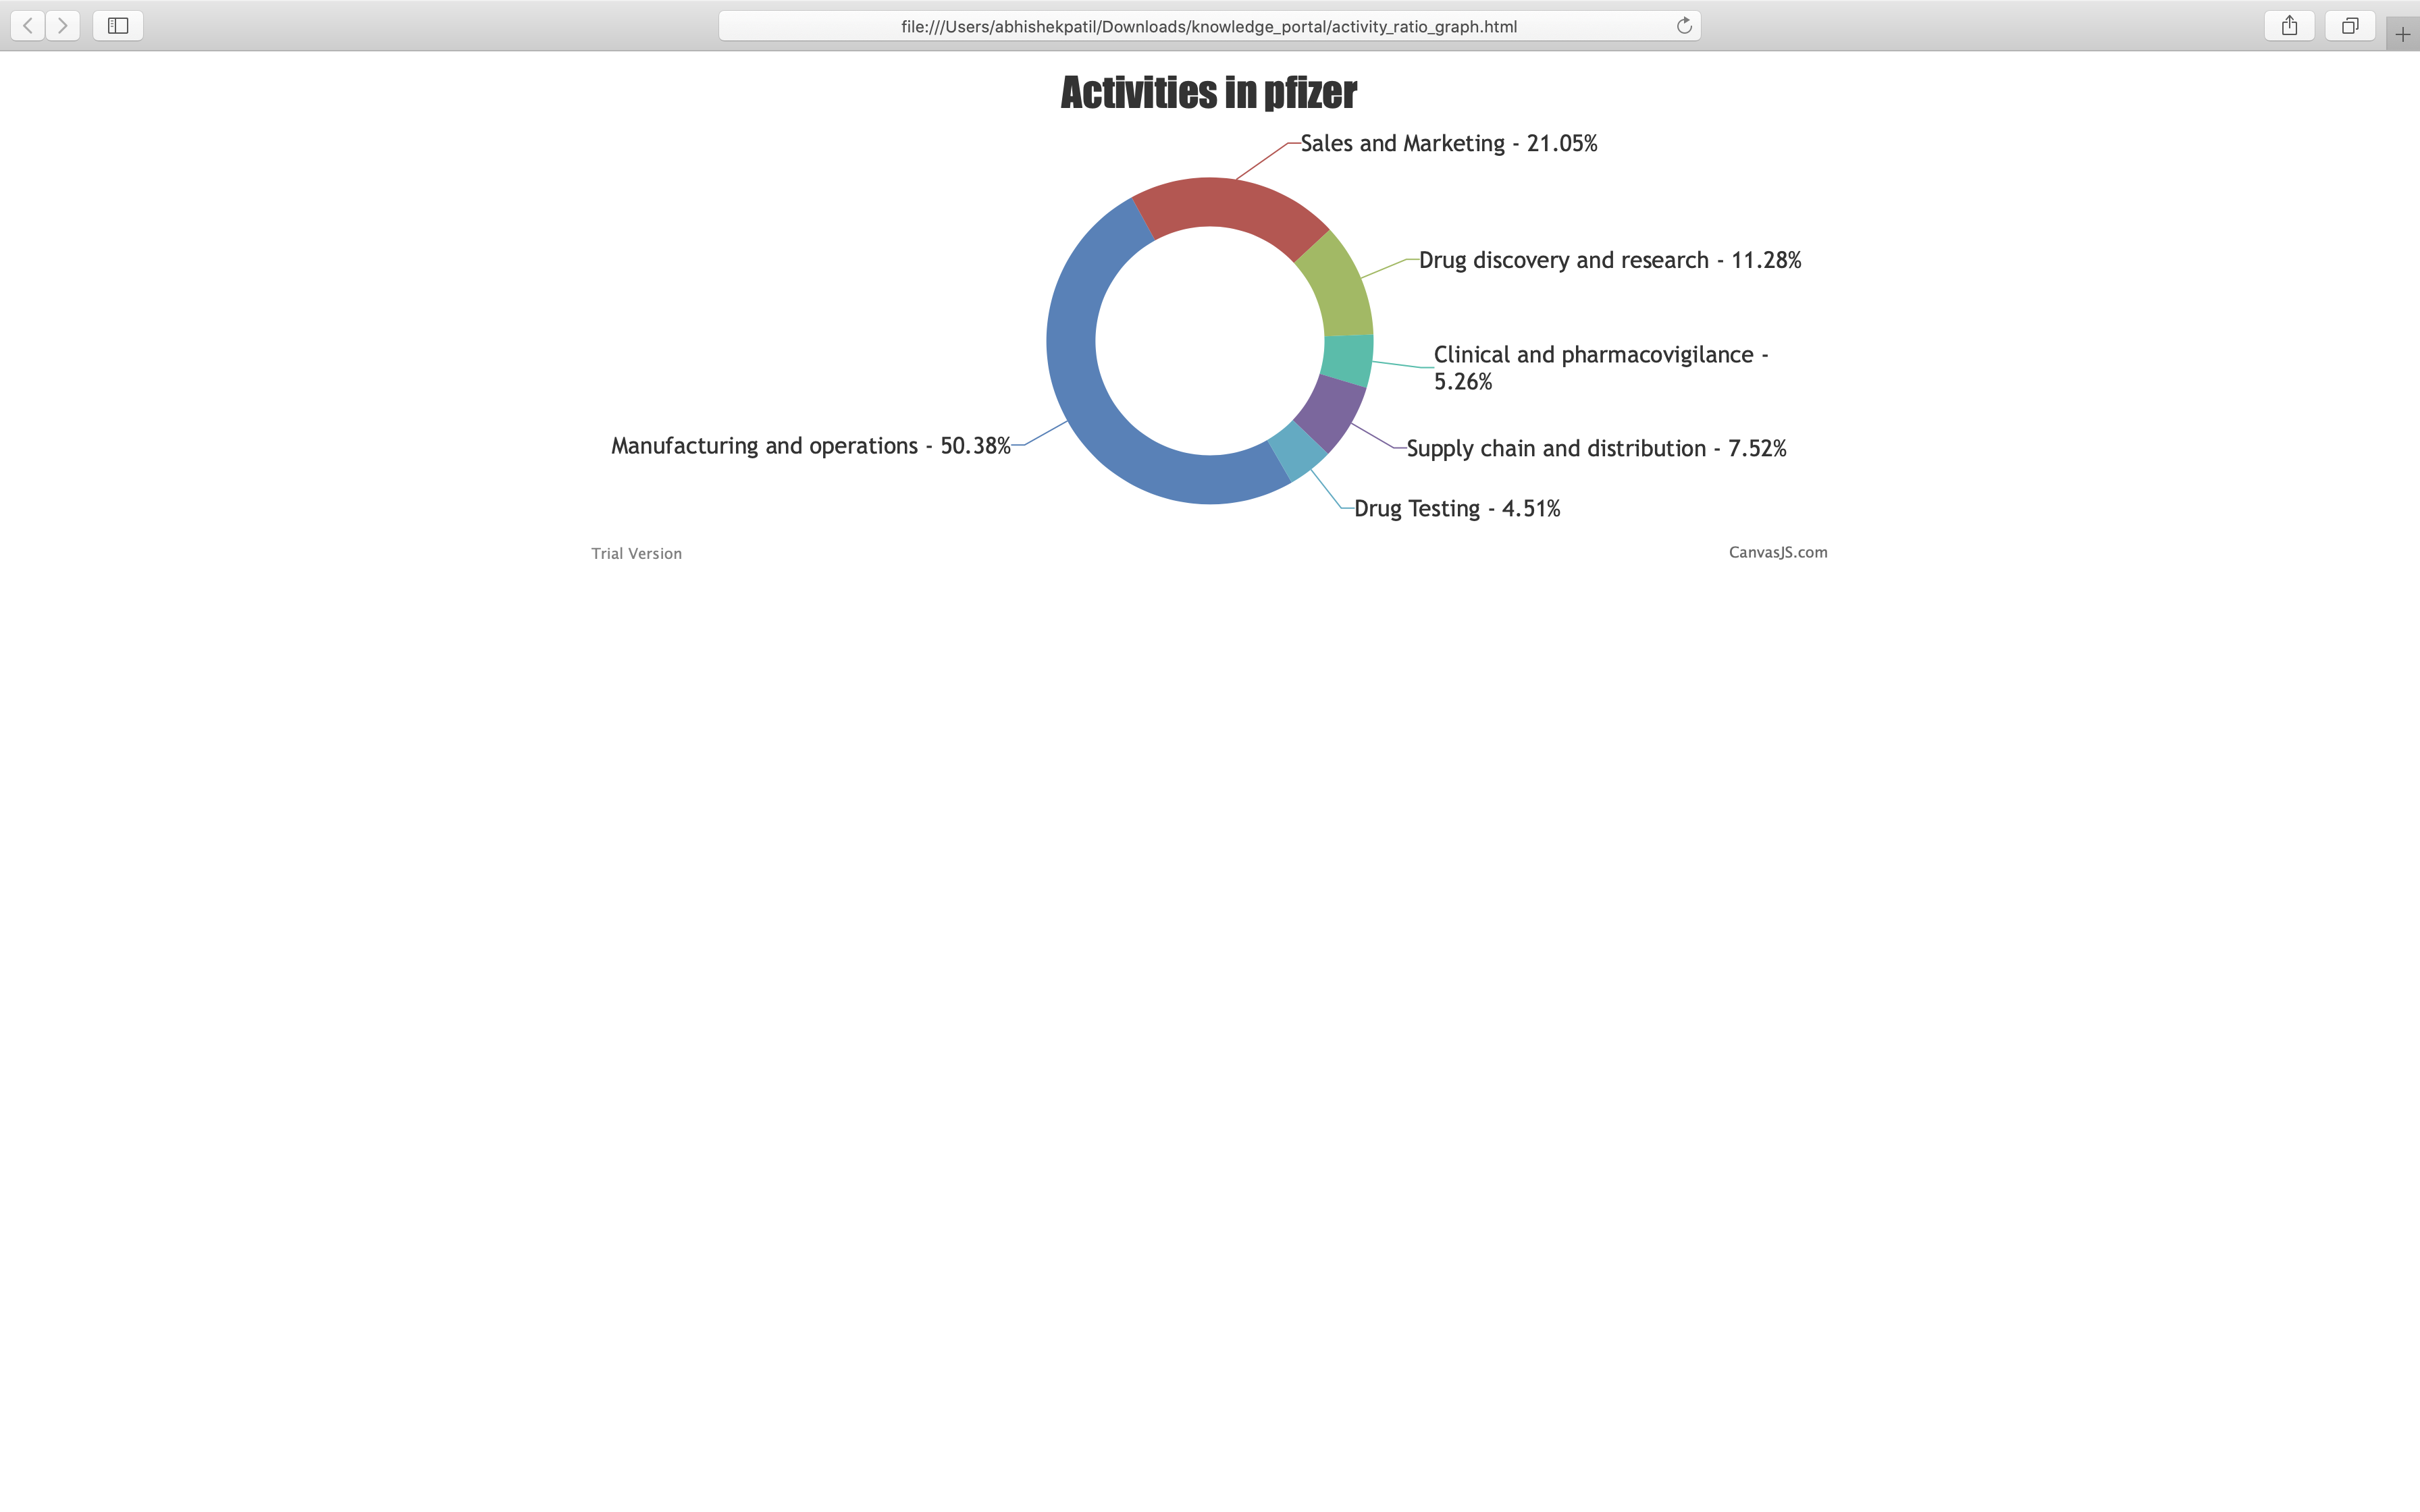 file:///Users/abhishekpatil/Downloads/knowledge_portal/activity_ratio_graph.html
Activities in pfizer
Sales and Marketing - 21.05%
Drug discovery and research - 11.28%
Clinical and pharmacovigilance -
5.26%
Manufacturing and operations - 50.38%
Supply chain and distribution - 7.52%
Drug Testing - 4.51%
Trial Version
CanvasJS.com